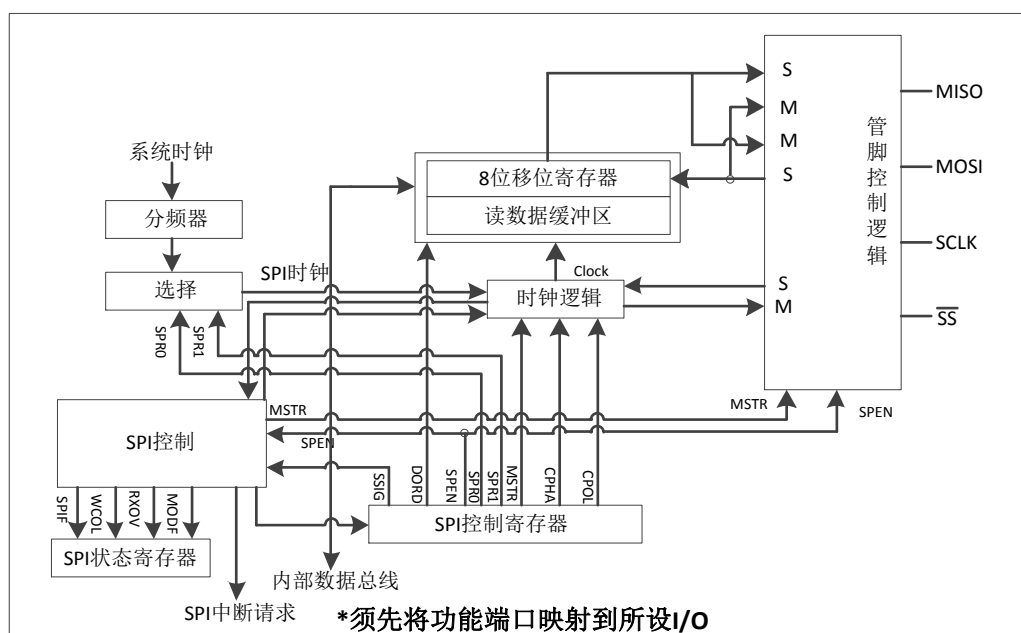 S
MISO
M
系统时钟
M
管脚控制逻辑
8位移位寄存器
S
MOSI
分频器
读数据缓冲区
SPI时钟
Clock
SCLK
选择
时钟逻辑
S
M
SS
SPR0
SPR1
MSTR
SPEN
MSTR
SPI控制
SPEN
SSIG
DORD
SPEN
SPR0
SPR1
MSTR
CPHA
CPOL
SPIF
WCOL
RXOV
MODF
SPI控制寄存器
SPI状态寄存器
内部数据总线
SPI中断请求
*须先将功能端口映射到所设I/O